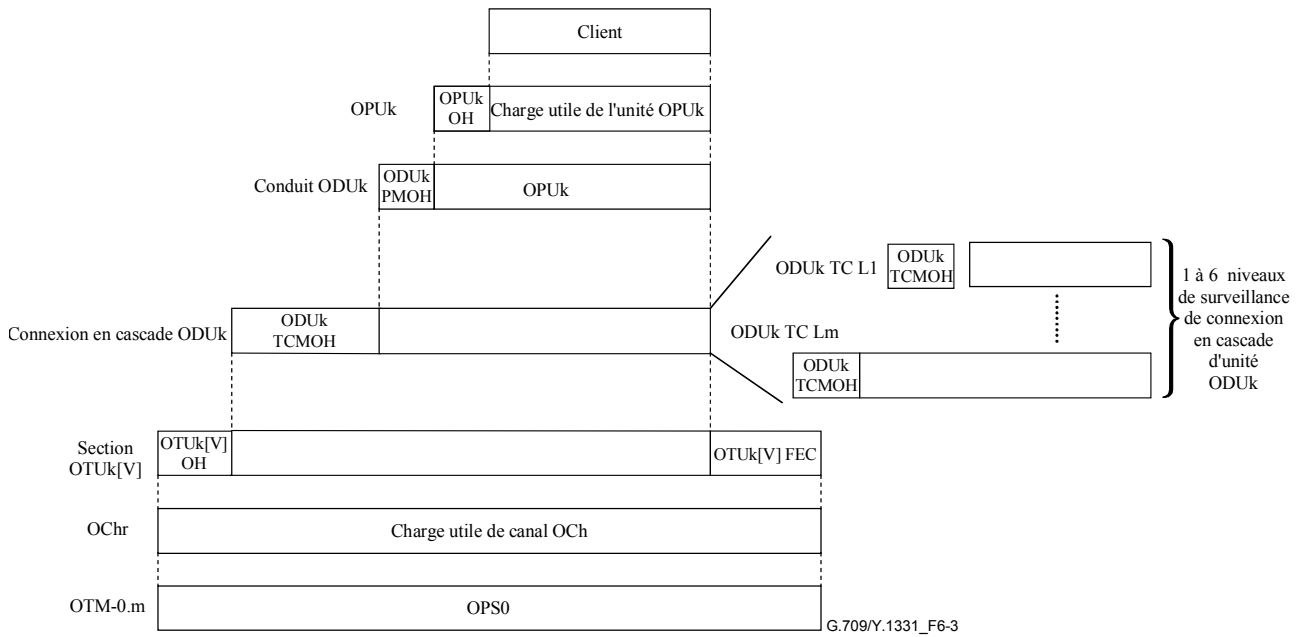 Client
OPUk
OPUk
OH
Charge utile de l'unité OPUk
Conduit ODUk
ODUk
PMOH
OPUk
ODUk TC L1
ODUk
TCMOH
Connexion en cascade ODUk
ODUk
TCMOH
ODUk TC Lm
ODUk
TCMOH
1 à 6 niveaux
de surveillance
de connexion
en cascade
d'unité
ODUk
Section
OTUk[V]
OTUk[V]
OH
OTUk[V] FEC
OChr
Charge utile de canal OCh
OTM-0.m
OPS0
G.709/Y.1331_F6-3